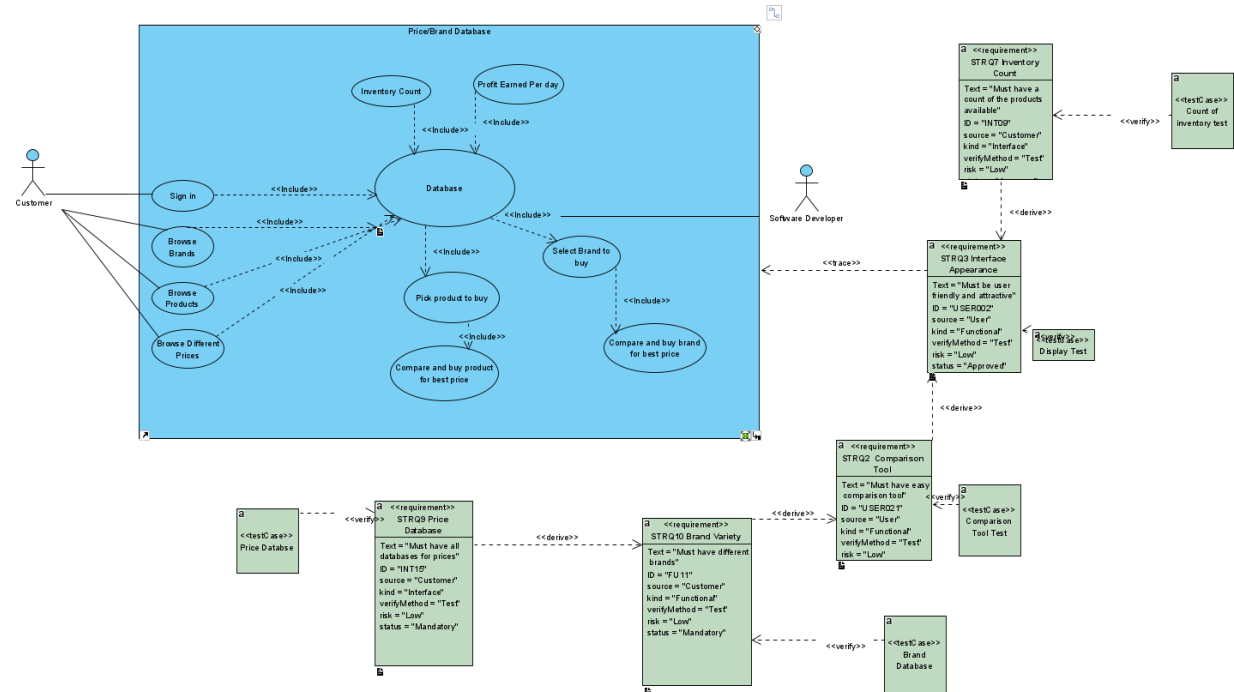 Price/Brand Database
Inventory Count
Profit Earned Per day
<<Include>>
<<Include>>
Database
Customer
Sign in
<<Include>>
Browse
Brands
<<Include>>
Browse
Products
<<Include>>
Browse Different
Prices
<<Include>>
<<Include>>
Select Brand to
buy
<<Include>>
Pick product to buy
<<Include>>
Compare and buy brand
for best price
<<Include>>
Compare and buy product
for best price
Software Developer
a <<requirement>>
STRQ7 Inventory
Count
Text = "Must have a
count of the products
available"
ID = "INT09"
source = "Customer"
kind = "Interface"
verifyMethod = "Test"
risk = "Low"
a
<<testCase>>
Count of
inventory test
<<verify>>
<<derive>>
<<trace>>
a <<requirement>>
STRQ3 Interface
Appearance
Text = "Must be user
friendly and attractive"
ID = "USER002"
source = "User"
kind = "Functional"
verifyMethod = "Test"
risk = "Low"
status = "Approved"
<<verify>>
a
<<testCase>>
Display Test
<<derive>>
a <<requirement>>
STRQ2 Comparison
Tool
Text = "Must have easy
comparison tool"
ID = "USER021"
source = "User"
kind = "Functional"
verifyMethod = "Test"
risk = "Low"
<<verify>>
a
<<testCase>>
Comparison
Tool Test
a
<<testCase>>
Price Databse
<<verify>>
a <<requirement>>
STRQ9 Price
Database
Text = "Must have all
databases for prices"
ID = "INT15"
source = "Customer"
kind = "Interface"
verifyMethod = "Test"
risk = "Low"
status = "Mandatory"
<<derive>>
a <<requirement>>
STRQ10 Brand Variety
Text = "Must have different
brands"
ID = "FU11"
source = "Customer"
kind = "Functional"
verifyMethod = "Test"
risk = "Low"
status = "Mandatory"
<<derive>>
<<verify>>
a
<<testCase>>
Brand
Database